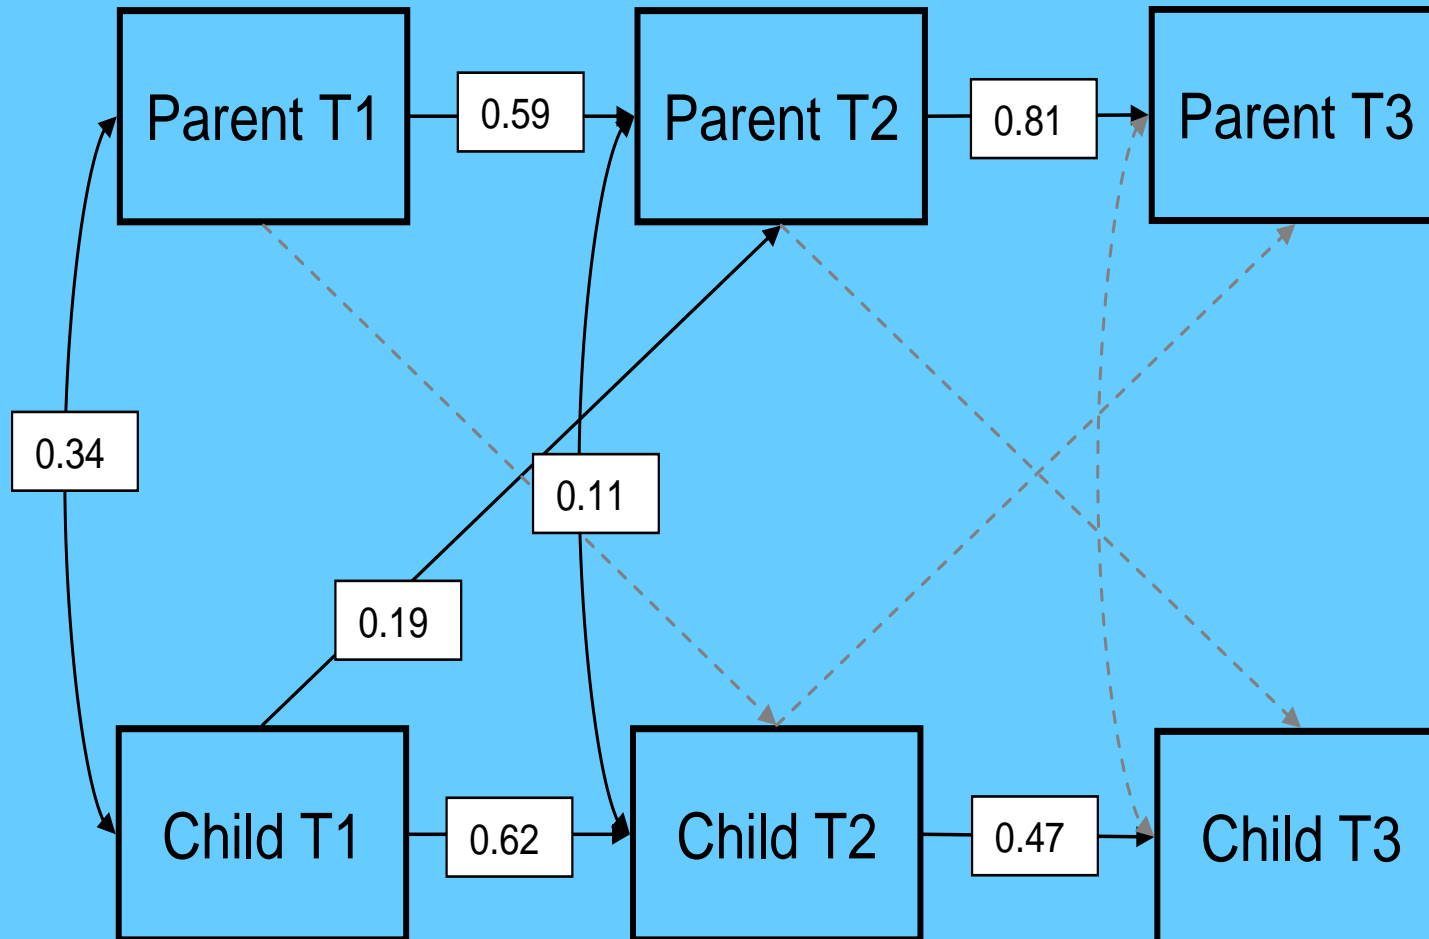 Parent T1
0.59
Parent T2
0.81
Parent T3
0.34
0.11
0.19
Child T1
0.62
Child T2
0.47
Child T3